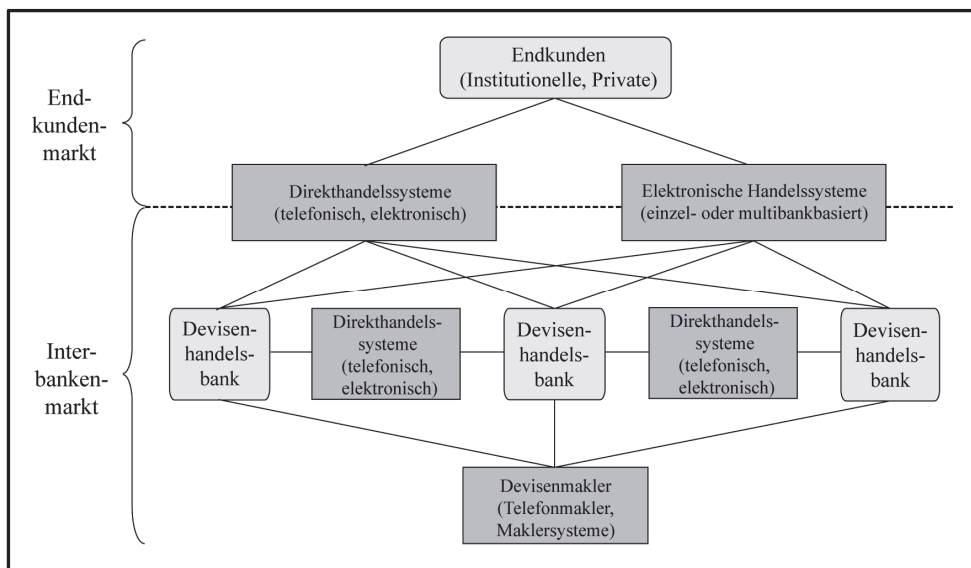 Endkunden
(Institutionelle, Private)
End-
kunden-
markt
Direkthandelssysteme
(telefonisch, elektronisch)
Elektronische Handelssysteme
(einzel- oder multibankbasiert)
Inter-
banken-
markt
Devisen-
handels-
bank
Direkthandels-
systeme
(telefonisch,
elektronisch)
Devisen-
handels-
bank
Direkthandels-
systeme
(telefonisch,
elektronisch)
Devisen-
handels-
bank
Devisenmakler
(Telefonmakler,
Maklersysteme)